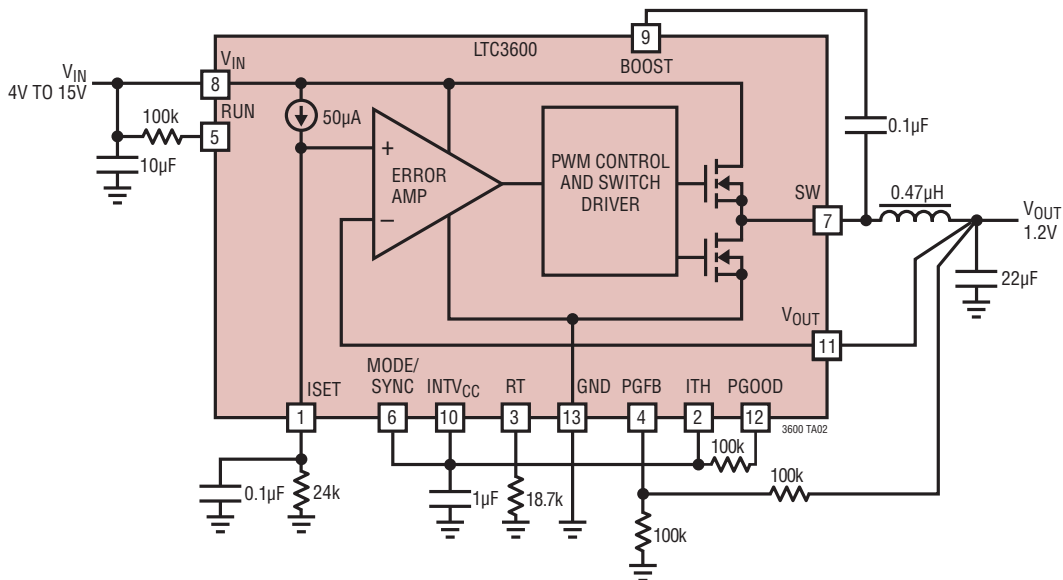 9
LTC3600
BOOST
VIN
4V TO 15V
VIN
8
RUN
5
100k
10µF
50µA
+
ERROR
AMP
–
PWM CONTROL
AND SWITCH
DRIVER
0.1µF
SW
7
0.47µH
VOUT
1.2V
22µF
VOUT
11
ISET
MODE/
SYNC
INTVCC
RT
GND
PGFB
ITH
PGOOD
1
6
10
3
13
4
2
12
3600 TA02
100k
0.1µF
24k
1µF
18.7k
100k
100k